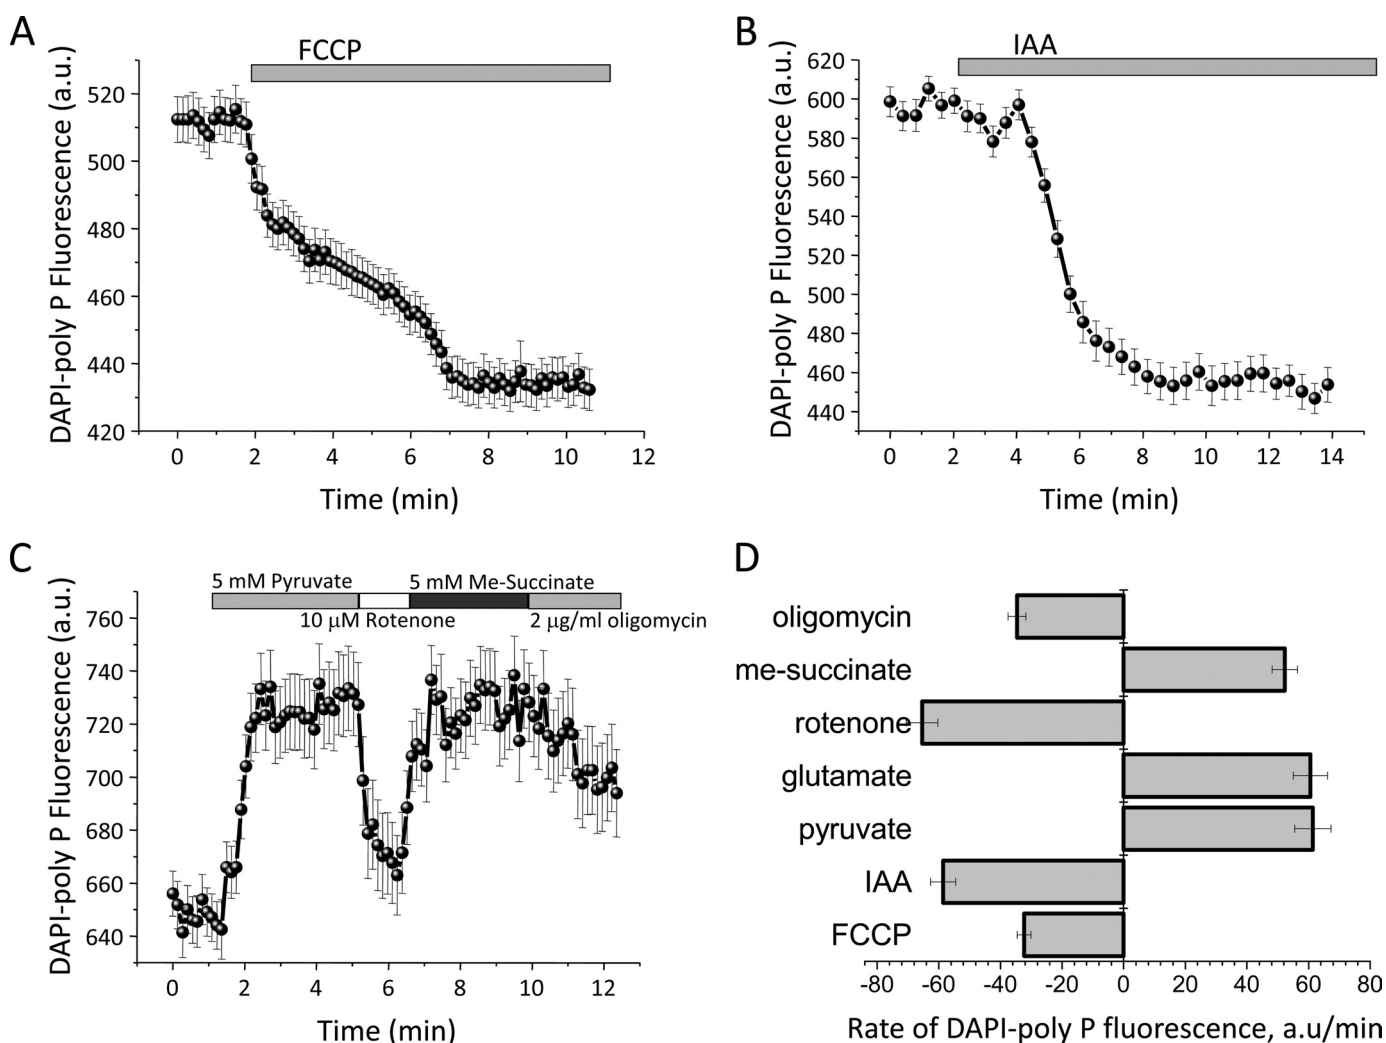 A
FCCP
DAPI-poly P Fluorescence (a.u.)
520
500
480
460
440
420
0 2 4 6 8 10 12
Time (min)
B
IAA
DAPI-poly P Fluorescence (a.u.)
620
600
580
560
540
520
500
480
460
440
0 2 4 6 8 10 12 14
Time (min)
C
5 mM Pyruvate 5 mM Me-Succinate
10 μM Rotenone 2 μg/ml oligomycin
DAPI-poly P Fluorescence (a.u.)
760
740
720
700
680
660
640
0 2 4 6 8 10 12
Time (min)
D
oligomycin
me-succinate
rotenone
glutamate
pyruvate
IAA
FCCP
-80 -60 -40 -20 0 20 40 60 80
Rate of DAPI-poly P fluorescence, a.u/min